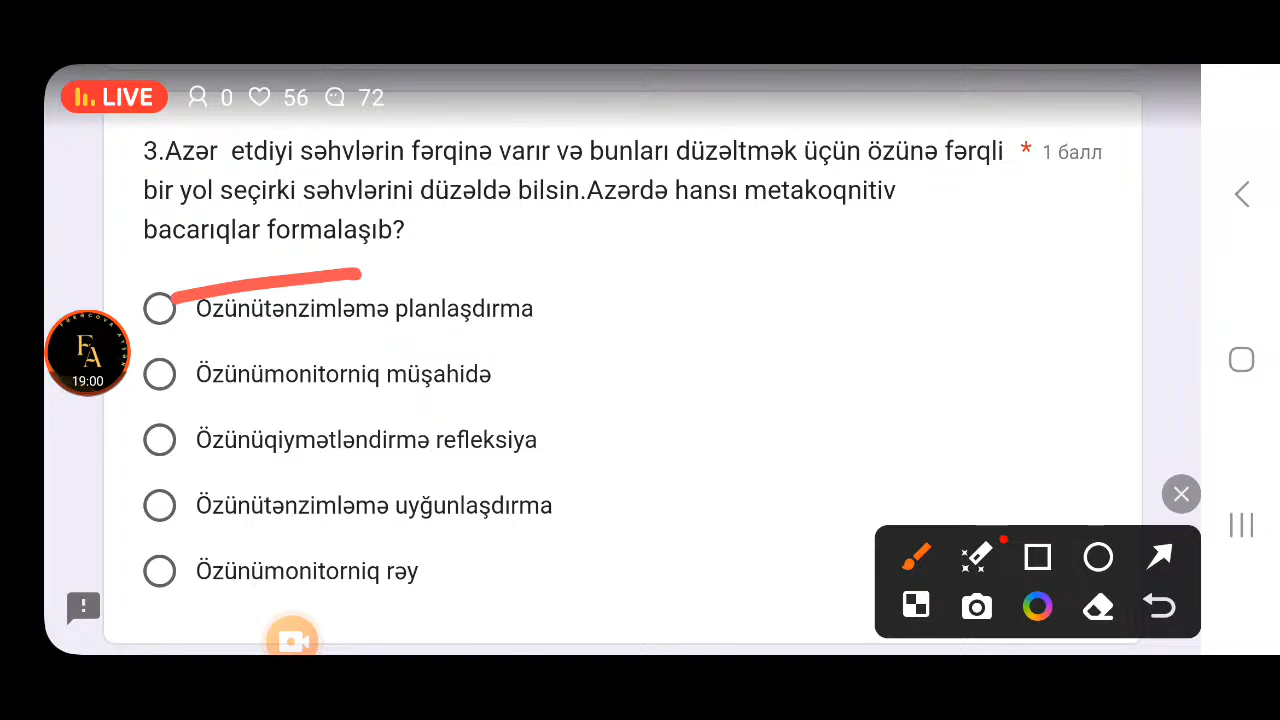 LIVE 0 56 72
3.Azər etdiyi səhvlərin fərqinə varır və bunları düzəltmək üçün özünə fərqli * 1 балл
bir yol seçirki səhvlərini düzəldə bilsin.Azərdə hansı metakoqnitiv
bacarıqlar formalaşıb?
Özünütənzimləmə planlaşdırma
FA
19:00
Özünümonitorniq müşahidə
Özünüqiymətləndirmə refleksiya
Özünütənzimləmə uyğunlaşdırma
Özünümonitorniq rəy